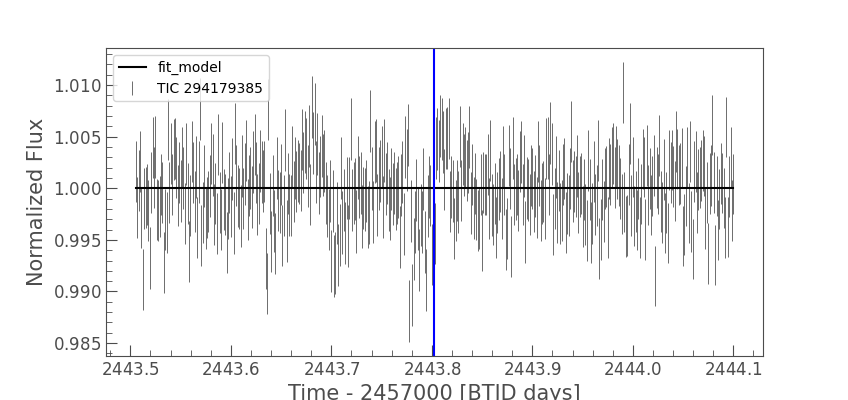 fit_model
TIC 294179385
1.010
1.005
1.000
0.995
0.990
0.985
Normalized Flux
2443.5 2443.6 2443.7 2443.8 2443.9 2444.0 2444.1
Time - 2457000 [BTJD days]